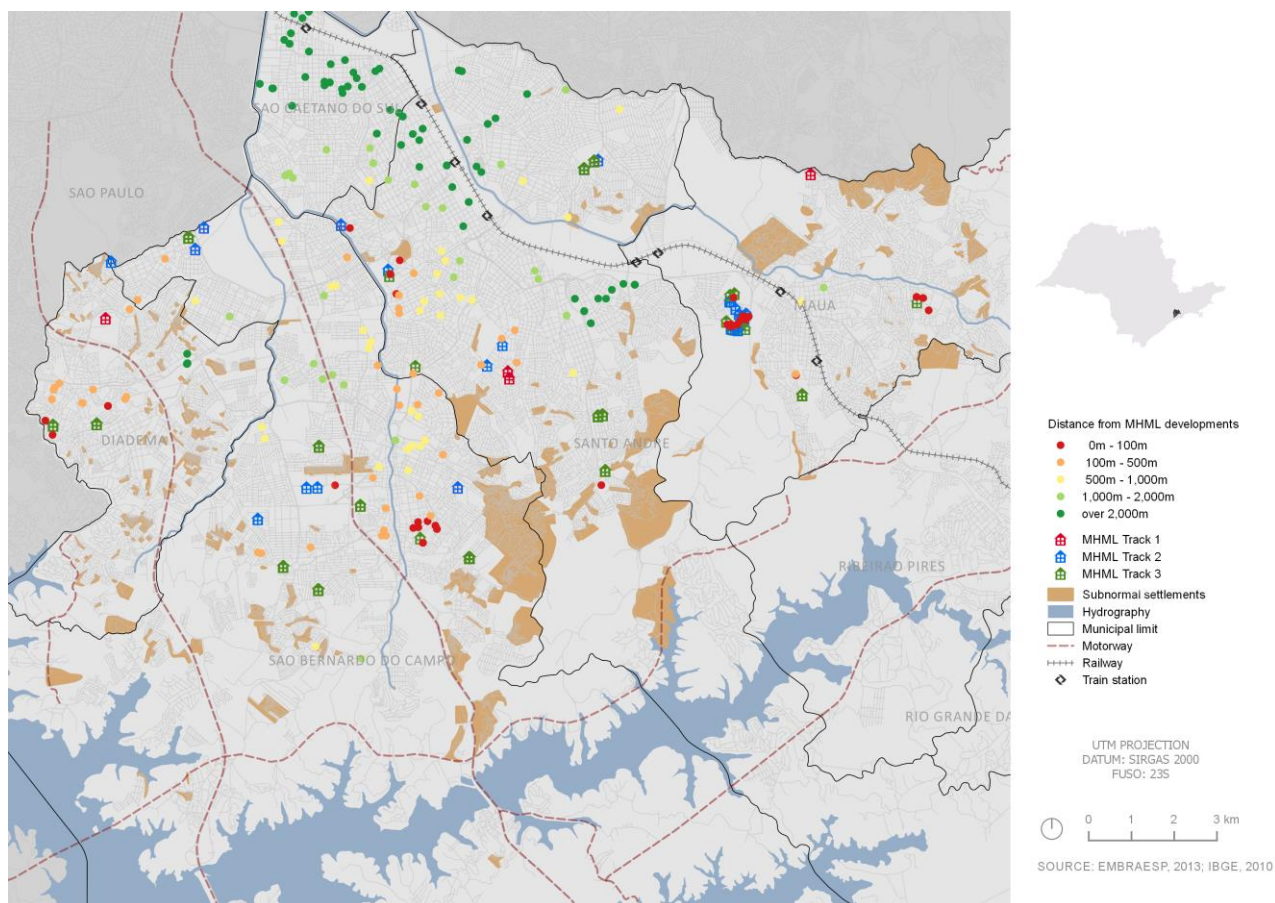 SAO CAETANO DO SUL
SAO PAULO
MAUA
DIADEMA
SANTO ANDRE
RIBEIRAO PIRES
SAO BERNARDO DO CAMPO
RIO GRANDE DA
Distance from MHML developments
0m - 100m
100m - 500m
500m - 1,000m
1,000m - 2,000m
over 2,000m
MHML Track 1
MHML Track 2
MHML Track 3
Subnormal settlements
Hydrography
Municipal limit
Motorway
Railway
Train station
UTM PROJECTION
DATUM: SIRGAS 2000
FUSO: 23S
0 1 2 3 km
SOURCE: EMBRAESP, 2013; IBGE, 2010